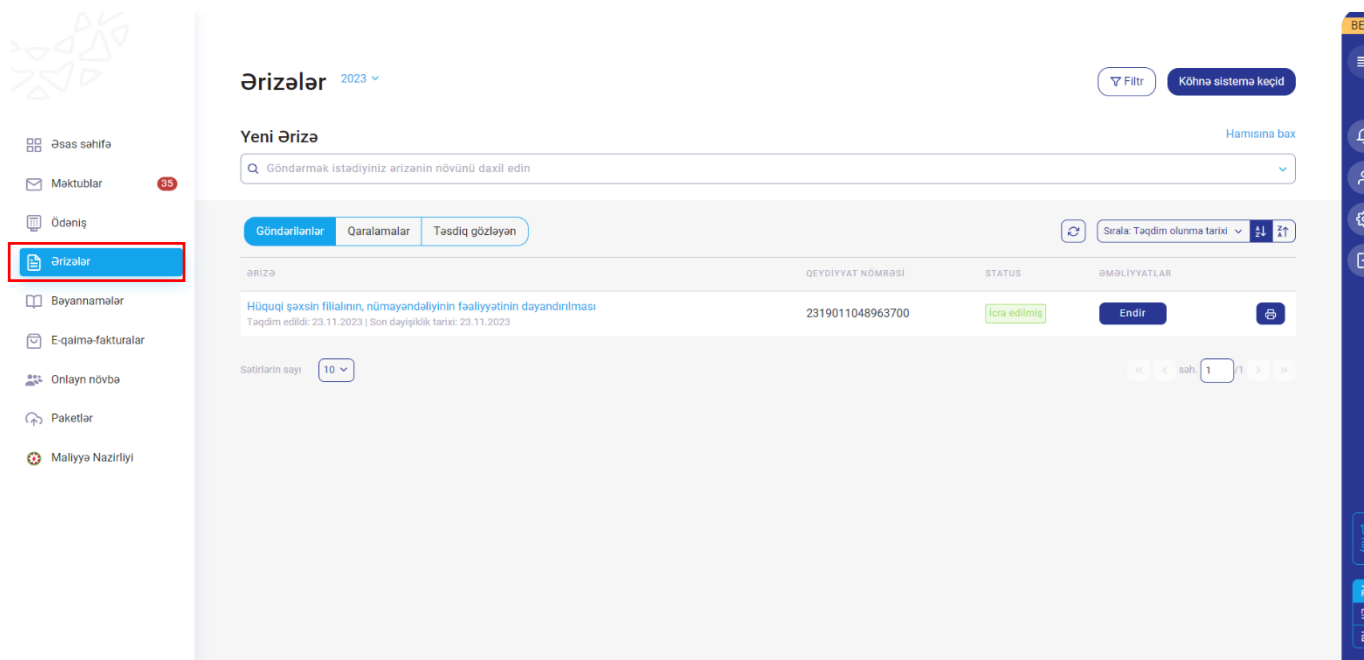 BE
Ərizələr 2023
Filtr
Köhnə sistemə keçid
Yeni Ərizə
Hamısına bax
Göndərmək istədiyiniz ərizənin növünü daxil edin
Əsas səhifə
Məktublar 35
Ödəniş
Ərizələr
Bəyannamələr
E-qaimə-fakturalar
Onlayn növbə
Paketlər
Maliyyə Nazirliyi
Göndərilənlər Qaralamalar Təsdiq gözləyən
Sırala: Təqdim olunma tarixi
ƏRİZƏ QEYDİYYAT NÖMRƏSİ STATUS ƏMƏLİYYATLAR
Hüquqi şəxsin filialının, nümayəndəliyinin fəaliyyətinin dayandırılması
Təqdim edildi: 23.11.2023 | Son dəyişiklik tarixi: 23.11.2023
2319011048963700
İcra edilmiş
Endir
Sətirlərin sayı 10
səh. 1 /1